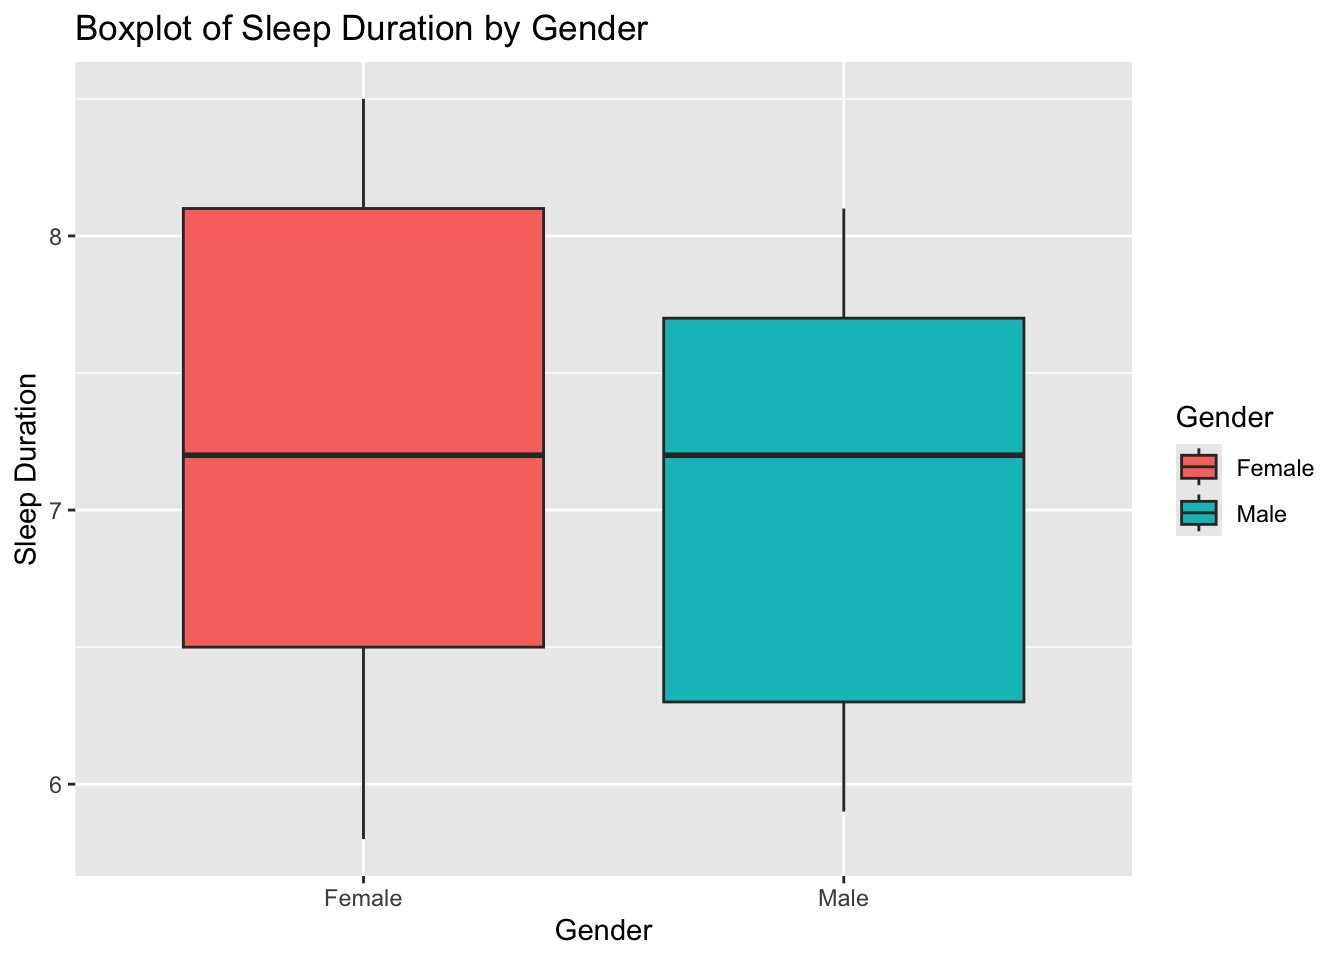 Boxplot of Sleep Duration by Gender
Sleep Duration
8
7
6
Female
Male
Gender
Gender
Female
Male